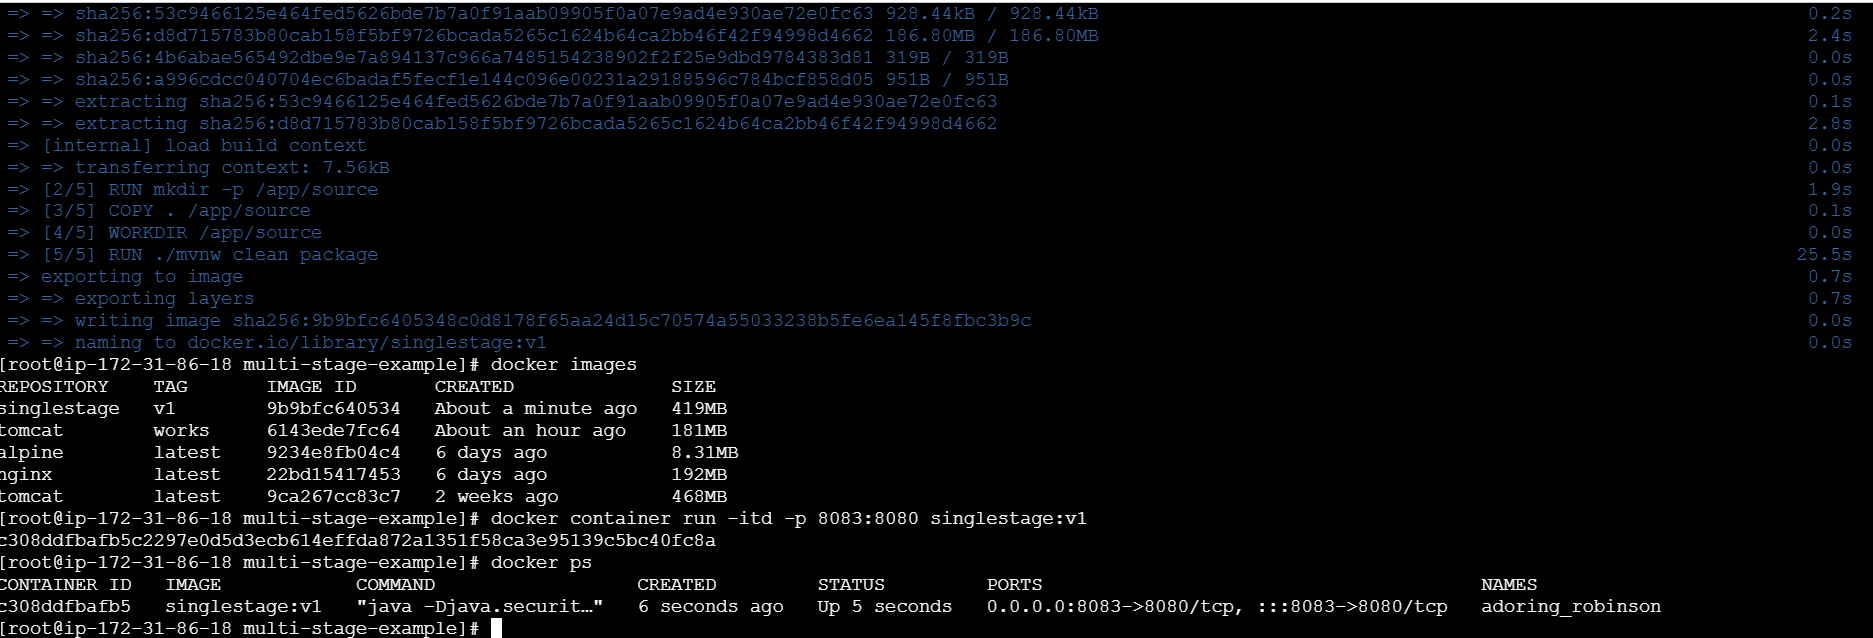 => => sha256:53c9466125e464fed5626bde7b7a0f91aab09905f0a07e9ad4e930ae72e0fc63 928.44kB / 928.44kB 0.2s
=> => sha256:d8d715783b80cab158f5bf9726bcada5265c1624b64ca2bb46f42f94998d4662 186.80MB / 186.80MB 2.4s
=> => sha256:4b6abae565492dbe9e7a894137c966a7485154238902f2f25e9dbd9784383d81 319B / 319B 0.0s
=> => sha256:a996cdcc040704ec6badaf5fecf1e144c096e00231a29188596c784bcf858d05 951B / 951B 0.0s
=> => extracting sha256:53c9466125e464fed5626bde7b7a0f91aab09905f0a07e9ad4e930ae72e0fc63 0.1s
=> => extracting sha256:d8d715783b80cab158f5bf9726bcada5265c1624b64ca2bb46f42f94998d4662 2.8s
=> [internal] load build context 0.0s
=> => transferring context: 7.56kB 0.0s
=> [2/5] RUN mkdir -p /app/source 1.9s
=> [3/5] COPY . /app/source 0.1s
=> [4/5] WORKDIR /app/source 0.0s
=> [5/5] RUN ./mvnw clean package 25.5s
=> exporting to image 0.7s
=> => exporting layers 0.7s
=> => writing image sha256:9b9bfc6405348c0d8178f65aa24d15c70574a55033238b5fe6ea145f8fbc3b9c 0.0s
=> => naming to docker.io/library/singlestage:v1 0.0s
[root@ip-172-31-86-18 multi-stage-example]# docker images
REPOSITORY TAG IMAGE ID CREATED SIZE
singlestage v1 9b9bfc640534 About a minute ago 419MB
tomcat works 6143ede7fc64 About an hour ago 181MB
alpine latest 9234e8fb04c4 6 days ago 8.31MB
nginx latest 22bd15417453 6 days ago 192MB
tomcat latest 9ca267cc83c7 2 weeks ago 468MB
[root@ip-172-31-86-18 multi-stage-example]# docker container run -itd -p 8083:8080 singlestage:v1
c308ddfbafb5c2297e0d5d3ecb614effda872a1351f58ca3e95139c5bc40fc8a
[root@ip-172-31-86-18 multi-stage-example]# docker ps
CONTAINER ID IMAGE COMMAND CREATED STATUS PORTS NAMES
c308ddfbafb5 singlestage:v1 "java -Djava.securit…" 6 seconds ago Up 5 seconds 0.0.0.0:8083->8080/tcp, :::8083->8080/tcp adoring_robinson
[root@ip-172-31-86-18 multi-stage-example]#